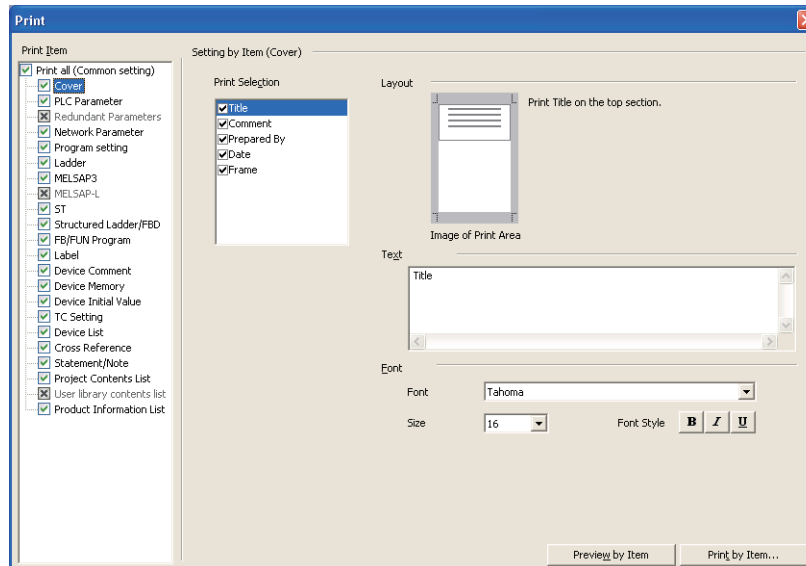 Print
Print Item
Print all (Common setting)
Cover
PLC Parameter
Redundant Parameters
Network Parameter
Program setting
Ladder
MELSAP3
MELSAP-L
ST
Structured Ladder/FBD
FB/FUN Program
Label
Device Comment
Device Memory
Device Initial Value
TC Setting
Device List
Cross Reference
Statement/Note
Project Contents List
User library contents list
Product Information List
Setting by Item (Cover)
Print Selection
Title
Comment
Prepared By
Date
Frame
Layout
Print Title on the top section.
Image of Print Area
Text
Title
Font
Font Tahoma
Size 16 Font Style B I U
Preview by Item Print by Item...